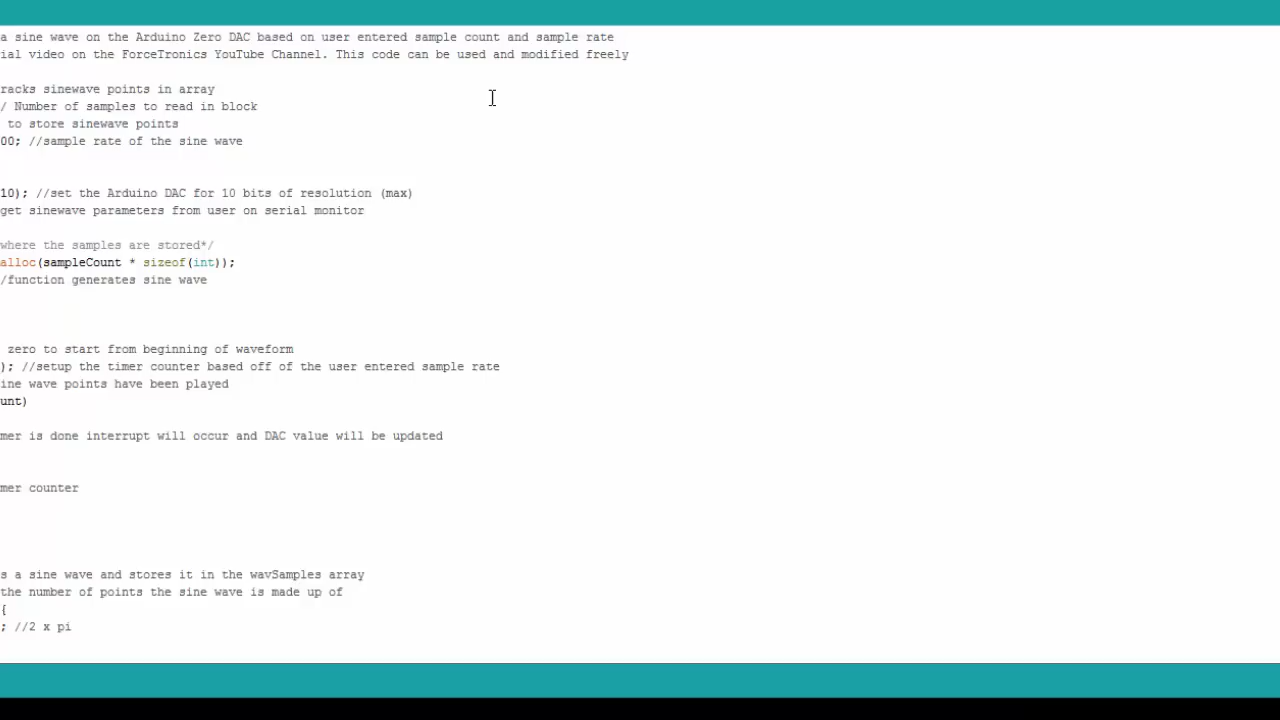 a sine wave on the Arduino Zero DAC based on user entered sample count and sample rate
ial video on the ForceTronics YouTube Channel. This code can be used and modified freely
racks sinewave points in array
/ Number of samples to read in block
to store sinewave points
00; //sample rate of the sine wave
10); //set the Arduino DAC for 10 bits of resolution (max)
get sinewave parameters from user on serial monitor
where the samples are stored*/
alloc(sampleCount * sizeof(int));
/function generates sine wave
zero to start from beginning of waveform
); //setup the timer counter based off of the user entered sample rate
ine wave points have been played
unt)
mer is done interrupt will occur and DAC value will be updated
mer counter
s a sine wave and stores it in the wavSamples array
the number of points the sine wave is made up of
{
; //2 x pi